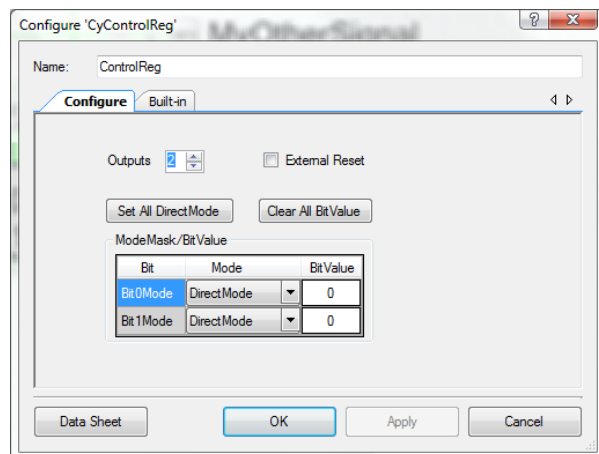 Configure 'CyControlReg'
MyOtherSignal
Name: ControlReg
Configure Built-in
Outputs 2 External Reset
Set All DirectMode Clear All BitValue
ModeMask/BitValue
Bit Mode BitValue
Bit0Mode DirectMode 0
Bit1Mode DirectMode 0
Data Sheet OK Apply Cancel